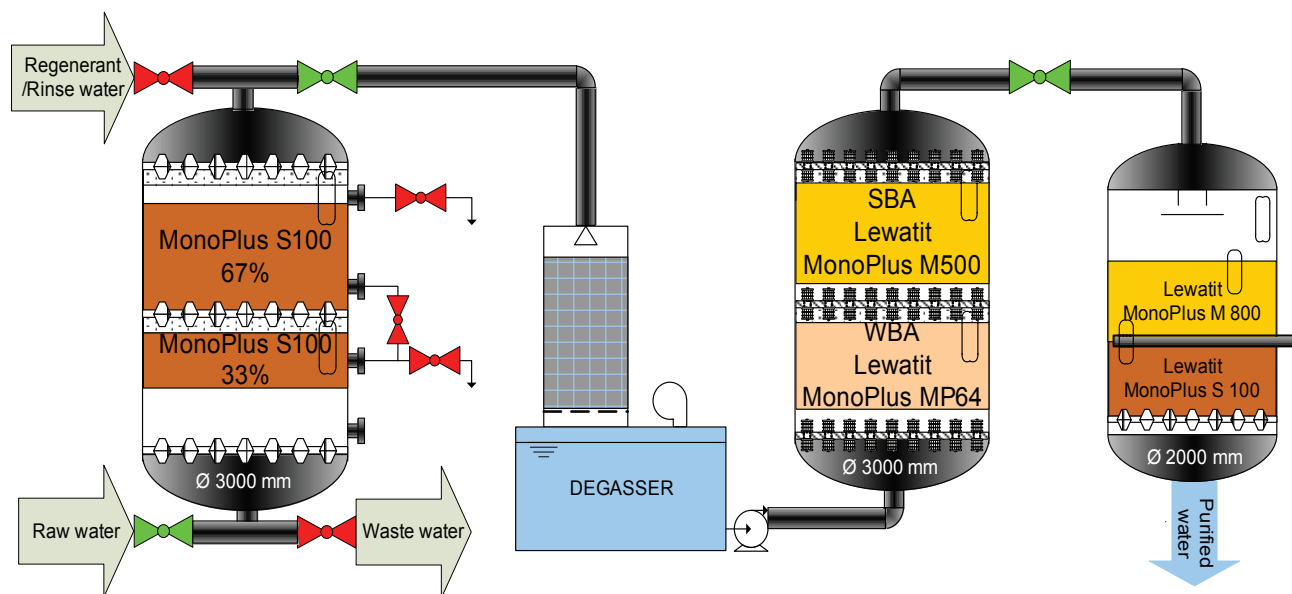 Regenerant
/Rinse water
MonoPlus S100
67%
MonoPlus S100
33%
Ø 3000 mm
Raw water
Waste water
DEGASSER
SBA
Lewatit
MonoPlus M500
WBA
Lewatit
MonoPlus MP64
Ø 3000 mm
Lewatit
MonoPlus M 800
Lewatit
MonoPlus S 100
Ø 2000 mm
Purified
water